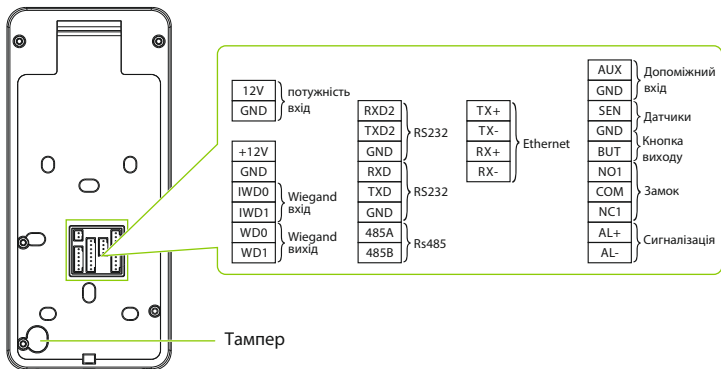 12V
GND
потужність
вхід
+12V
GND
IWD0
IWD1
WD0
WD1
Wiegand
вхід
Wiegand
вихід
RXD2
TXD2
GND
RXD
TXD
GND
485A
485B
RS232
RS232
Rs485
TX+
TX-
RX+
RX-
Ethernet
AUX
GND
SEN
GND
BUT
NO1
COM
NC1
AL+
AL-
Допоміжний
вхід
Датчики
Кнопка
виходу
Замок
Сигналізація
Тампер